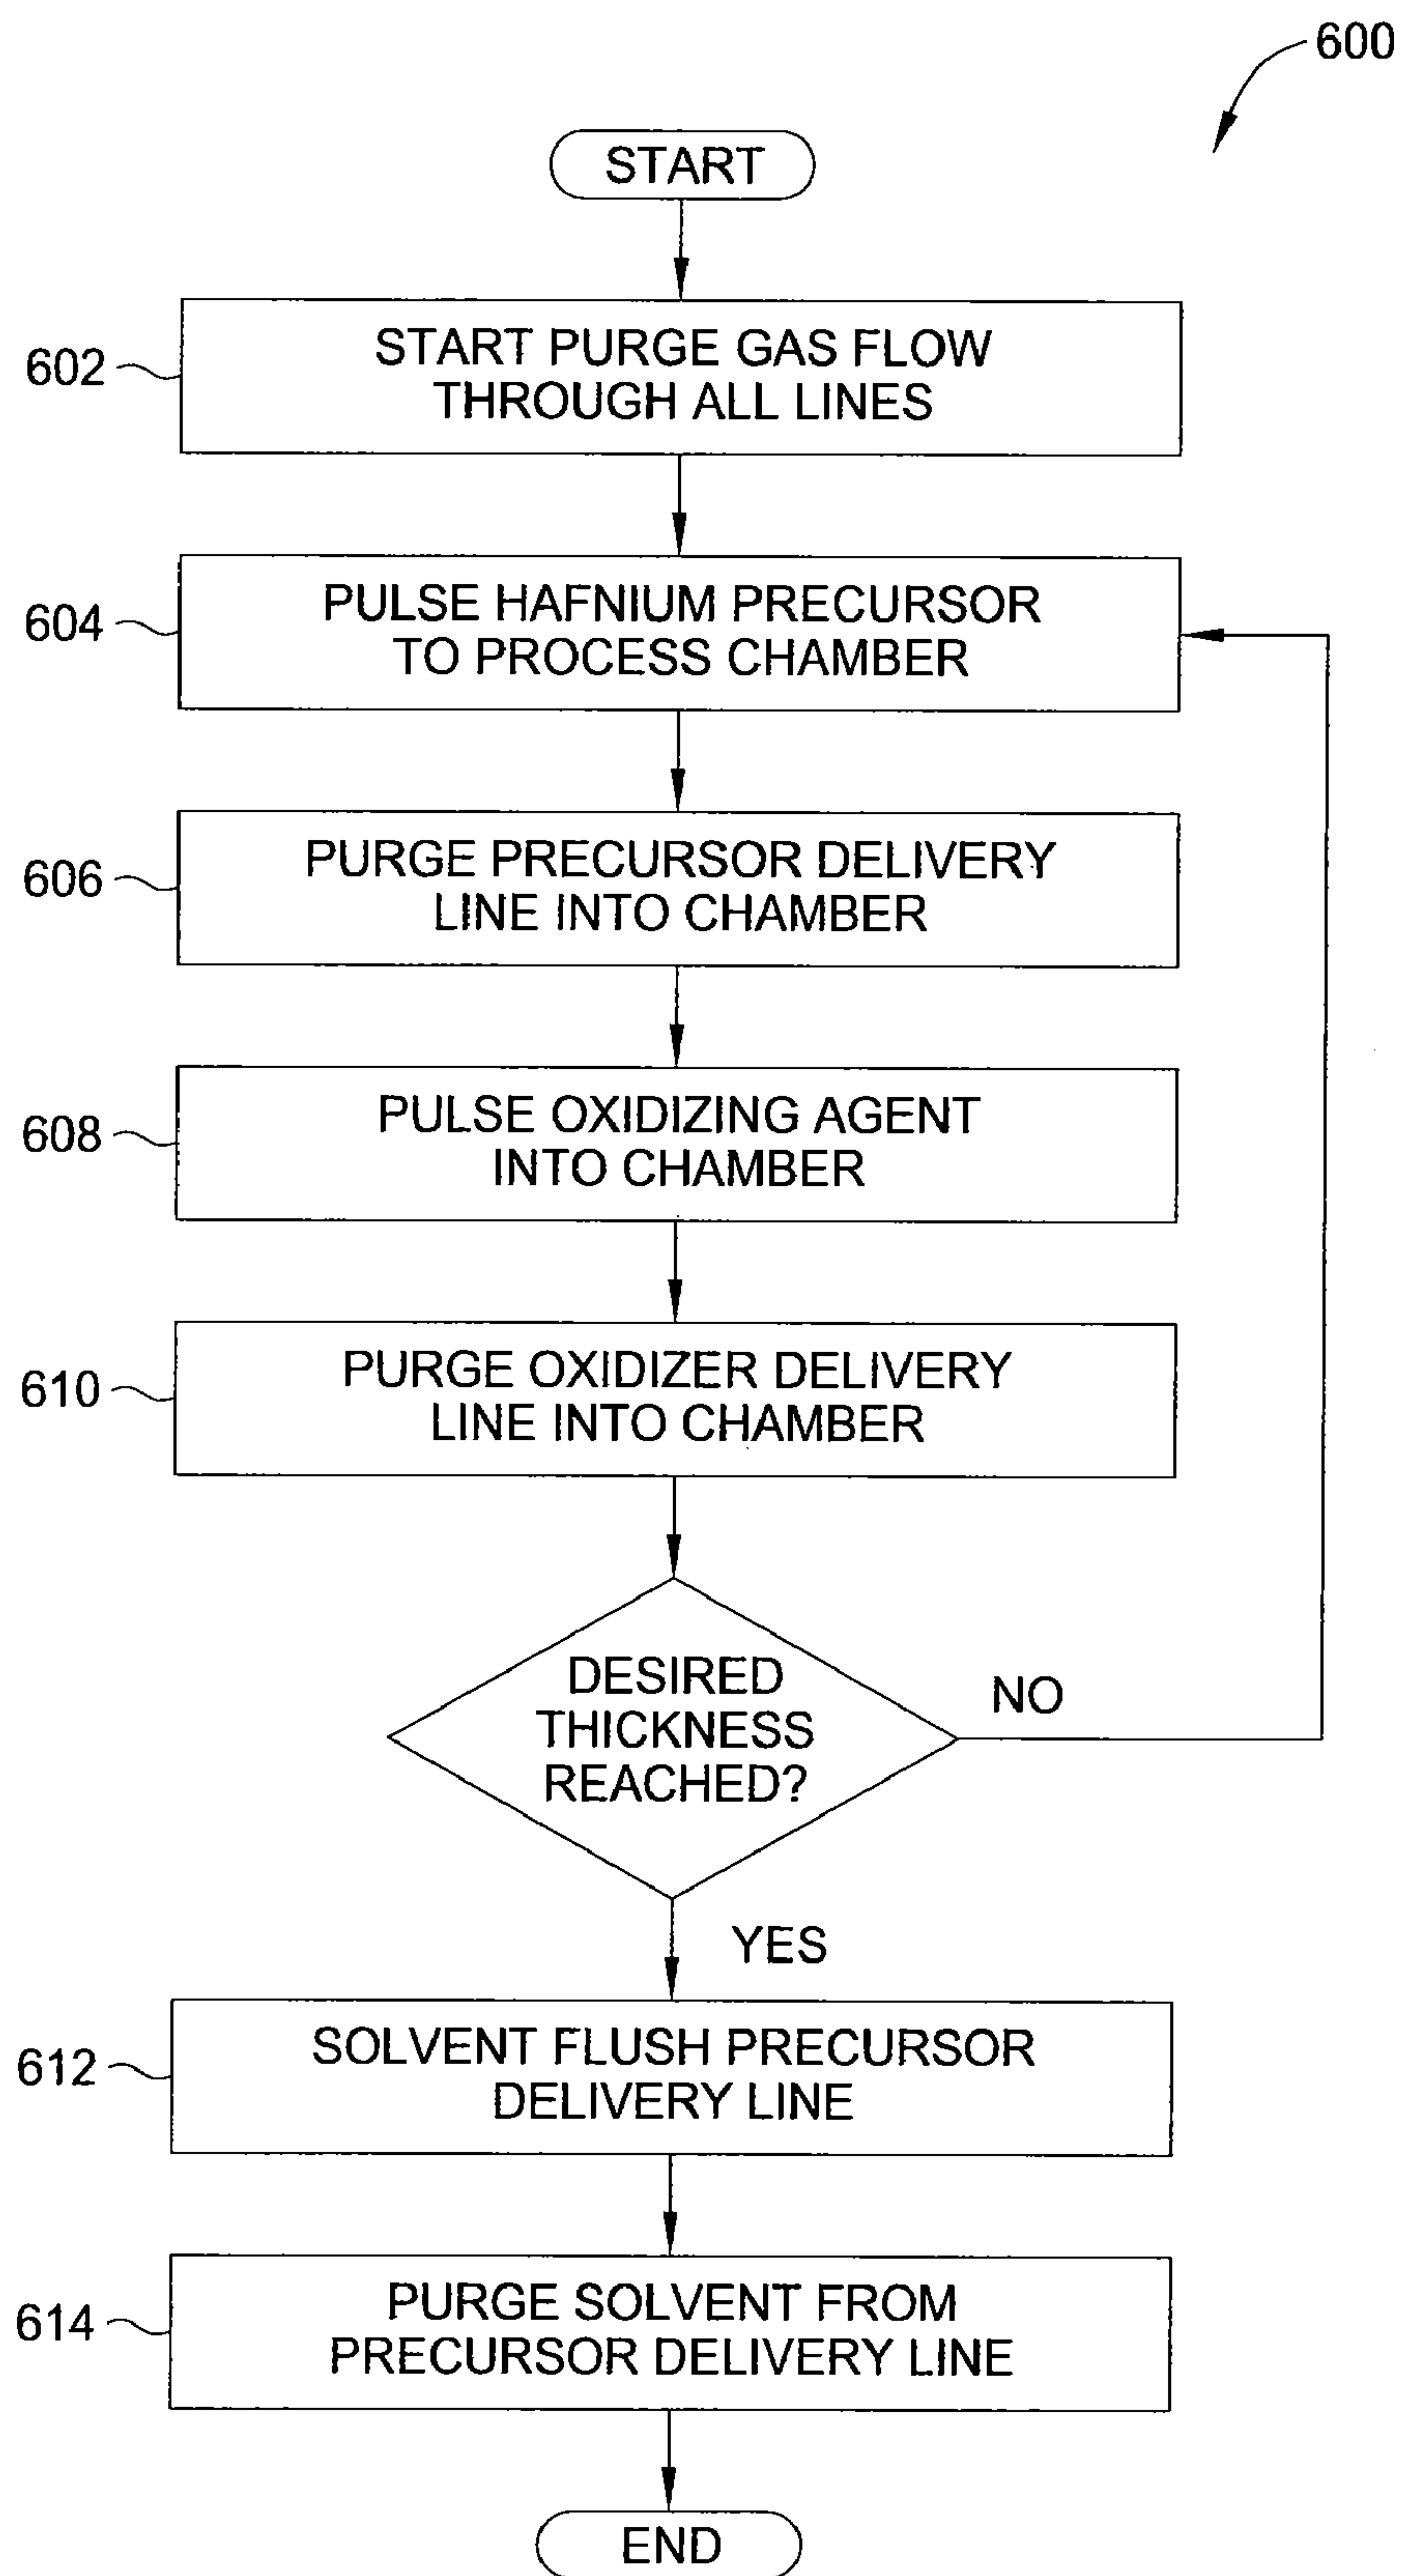 600
START
602
START PURGE GAS FLOW
THROUGH ALL LINES
604
PULSE HAFNIUM PRECURSOR
TO PROCESS CHAMBER
606
PURGE PRECURSOR DELIVERY
LINE INTO CHAMBER
608
PULSE OXIDIZING AGENT
INTO CHAMBER
610
PURGE OXIDIZER DELIVERY
LINE INTO CHAMBER
DESIRED
THICKNESS
REACHED?
NO
YES
612
SOLVENT FLUSH PRECURSOR
DELIVERY LINE
614
PURGE SOLVENT FROM
PRECURSOR DELIVERY LINE
END